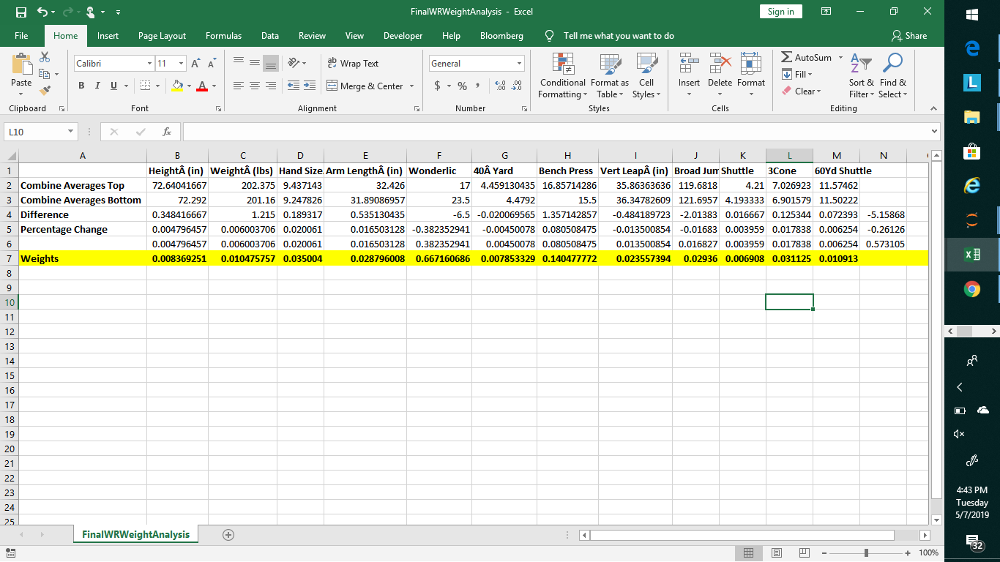 FinalWRWeightAnalysis - Excel
Sign in
File Home Insert Page Layout Formulas Data Review View Developer Help Bloomberg Tell me what you want to do Share
Paste
Calibri 11
B I U A A A
ab Wrap Text
Merge & Center
General
$ % ,
Conditional Formatting
Format as Table
Cell Styles
Insert Delete Format
AutoSum
Fill
Clear
Sort & Filter
Find & Select
Clipboard Font Alignment Number Styles Cells Editing
L10 fx
A B C D E F G H I J K L M N
1 HeightÂ (in) WeightÂ (lbs) Hand Size Arm LengthÂ (in) Wonderlic 40Â Yard Bench Press Vert LeapÂ (in) Broad Jum Shuttle 3Cone 60Yd Shuttle
2 Combine Averages Top 72.64041667 202.375 9.437143 32.426 17 4.459130435 16.85714286 35.86363636 119.6818 4.21 7.026923 11.57462
3 Combine Averages Bottom 72.292 201.16 9.247826 31.89086957 23.5 4.4792 15.5 36.34782609 121.6957 4.193333 6.901579 11.50222
4 Difference 0.348416667 1.215 0.189317 0.535130435 -6.5 -0.020069565 1.357142857 -0.484189723 -2.01383 0.016667 0.125344 0.072393 -5.15868
5 Percentage Change 0.004796457 0.006003706 0.020061 0.016503128 -0.382352941 -0.00450078 0.080508475 -0.013500854 -0.01683 0.003959 0.017838 0.006254 -0.26126
6 0.004796457 0.006003706 0.020061 0.016503128 0.382352941 0.00450078 0.080508475 0.013500854 0.016827 0.003959 0.017838 0.006254 0.573105
7 Weights 0.008369251 0.010475757 0.035004 0.028796008 0.667160686 0.007853329 0.140477772 0.023557394 0.02936 0.006908 0.031125 0.010913
8
9
10
11
12
13
14
15
16
17
18
19
20
21
22
23
24
25
FinalWRWeightAnalysis
100%
4:43 PM
Tuesday
5/7/2019
32